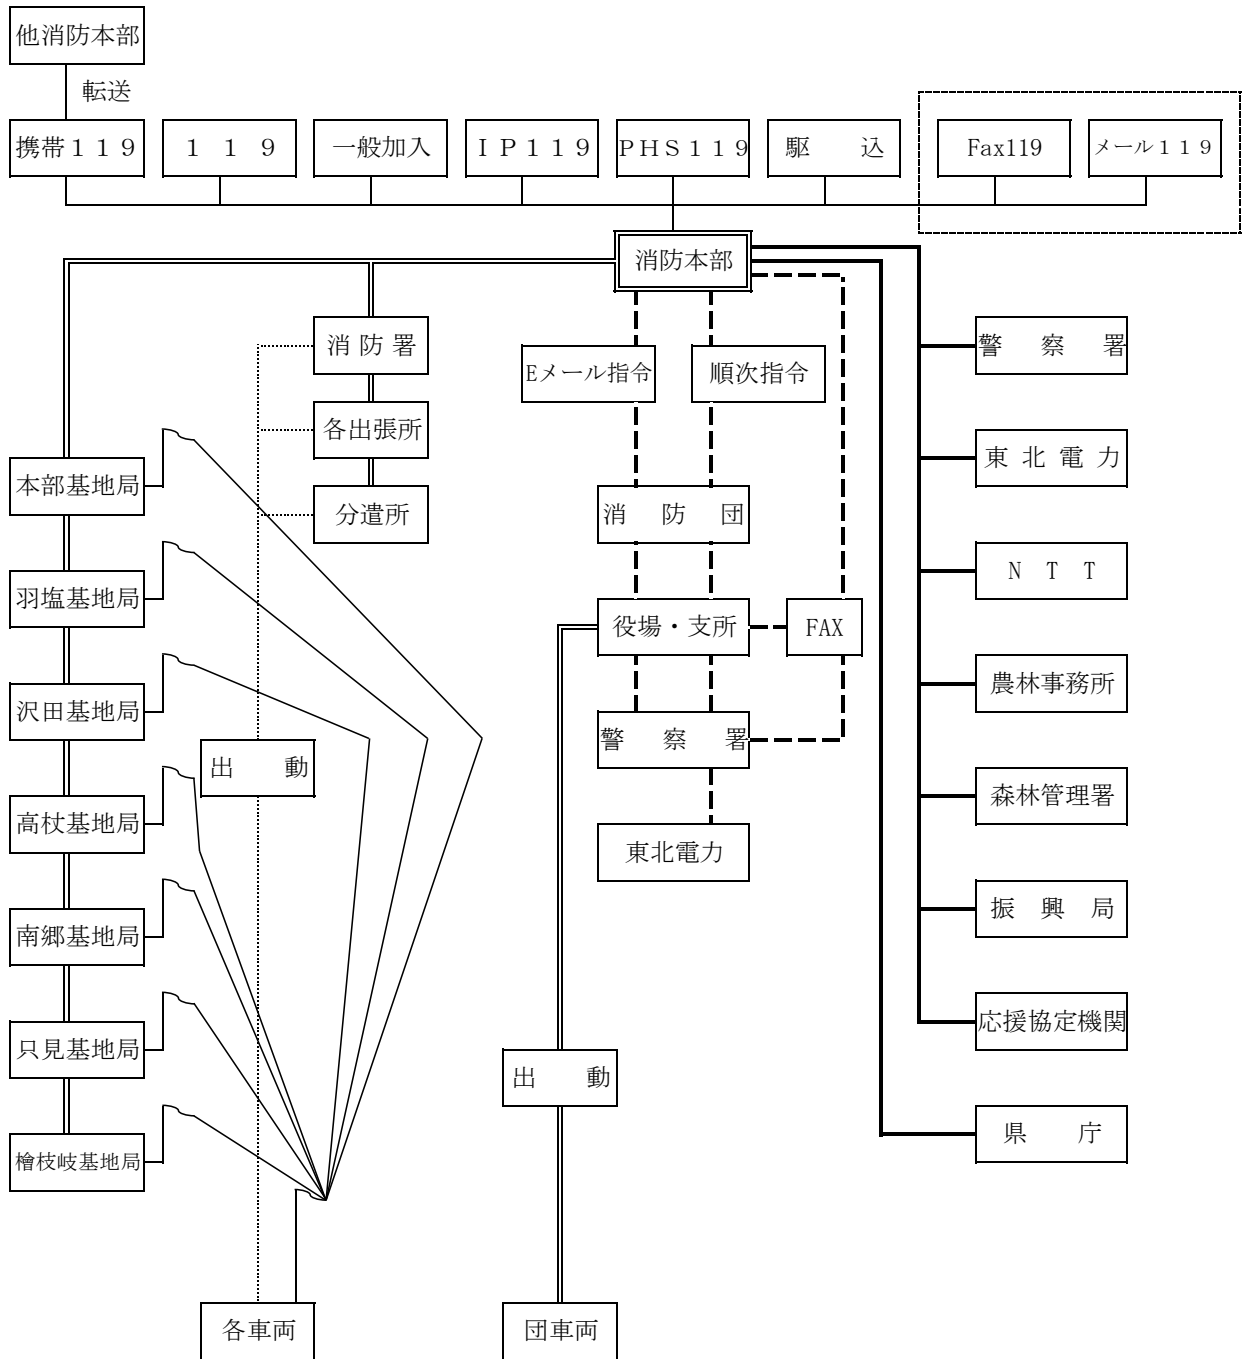 他消防本部
転送
携帯１１９
１ １ ９
一般加入
ＩＰ１１９
ＰＨＳ１１９
駆 込
Fax119
メール１１９
消防本部
消防署
各出張所
分遣所
Eメール指令
順次指令
警 察 署
東北電力
Ｎ Ｔ Ｔ
農林事務所
森林管理署
振 興 局
応援協定機関
県 庁
本部基地局
羽塩基地局
沢田基地局
高杖基地局
南郷基地局
只見基地局
檜枝岐基地局
消 防 団
役場・支所
FAX
警 察 署
東北電力
出 動
出 動
各車両
団車両